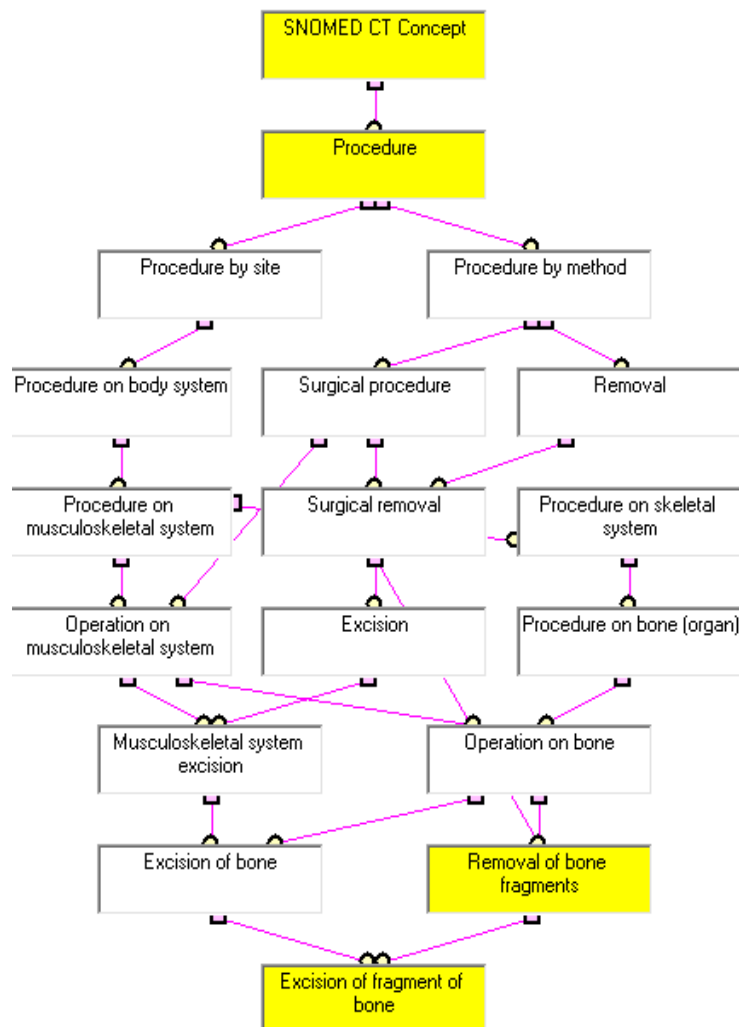 SNOMED CT Concept
Procedure
Procedure by site
Procedure by method
Procedure on body system
Surgical procedure
Removal
Procedure on
musculoskeletal system
Surgical removal
Procedure on skeletal
system
Operation on
musculoskeletal system
Excision
Procedure on bone (organ)
Musculoskeletal system
excision
Operation on bone
Excision of bone
Removal of bone
fragments
Excision of fragment of
bone